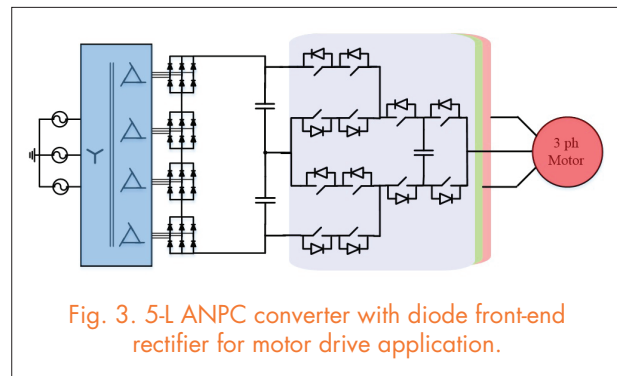 3 ph
Motor
Fig. 3. 5-L ANPC converter with diode front-end
rectifier for motor drive application.